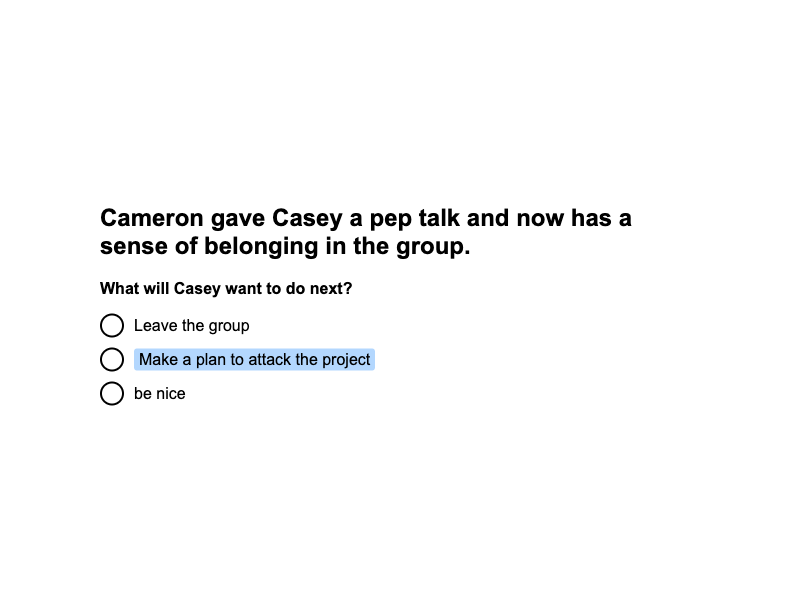 Cameron gave Casey a pep talk and now has a
sense of belonging in the group.
What will Casey want to do next?
Leave the group
Make a plan to attack the project
be nice